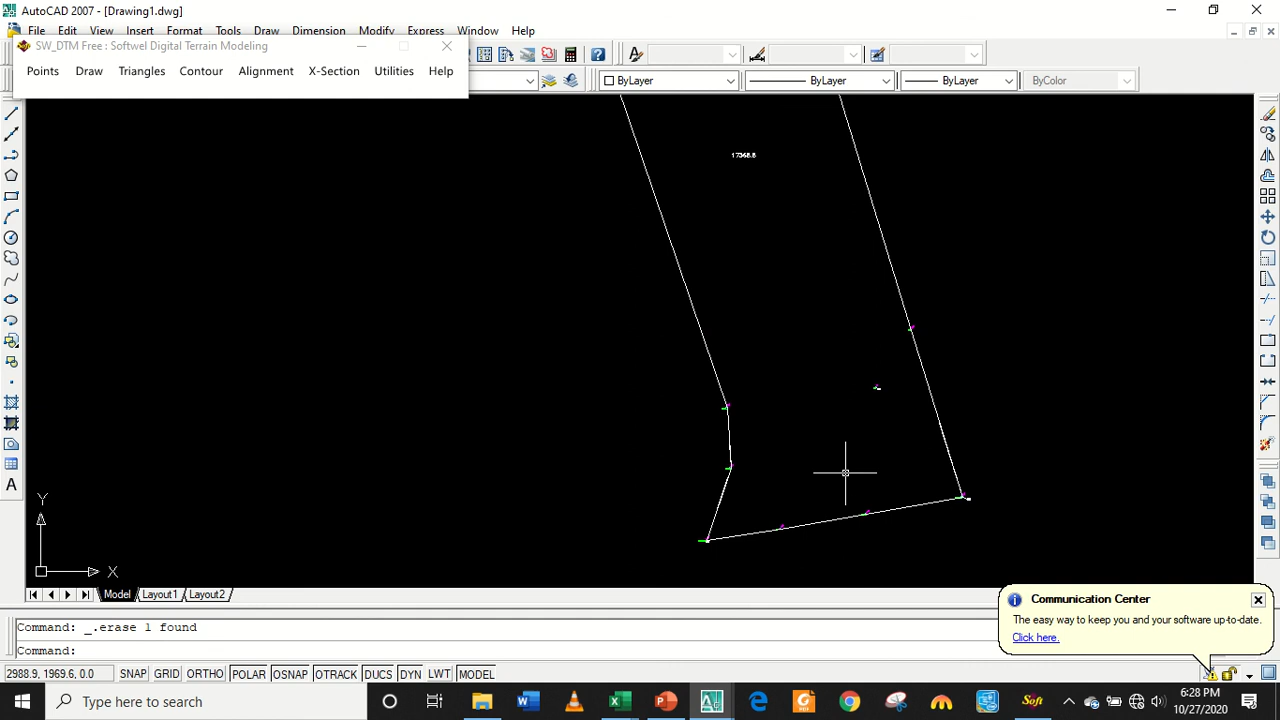 AutoCAD 2007 - [Drawing1.dwg]
File Edit View Insert Format Tools Draw Dimension Modify Express Window Help
SW_DTM Free : Softwel Digital Terrain Modeling
Points Draw Triangles Contour Alignment X-Section Utilities Help
ByLayer ByLayer ByLayer ByColor
17368.8
Y
X
Model Layout1 Layout2
Command: _.erase 1 found
Command:
Communication Center
The easy way to keep you and your software up-to-date.
Click here.
2988.9, 1969.6, 0.0 SNAP GRID ORTHO POLAR OSNAP OTRACK DUCS DYN LWT MODEL
Type here to search
Soft
6:28 PM
10/27/2020